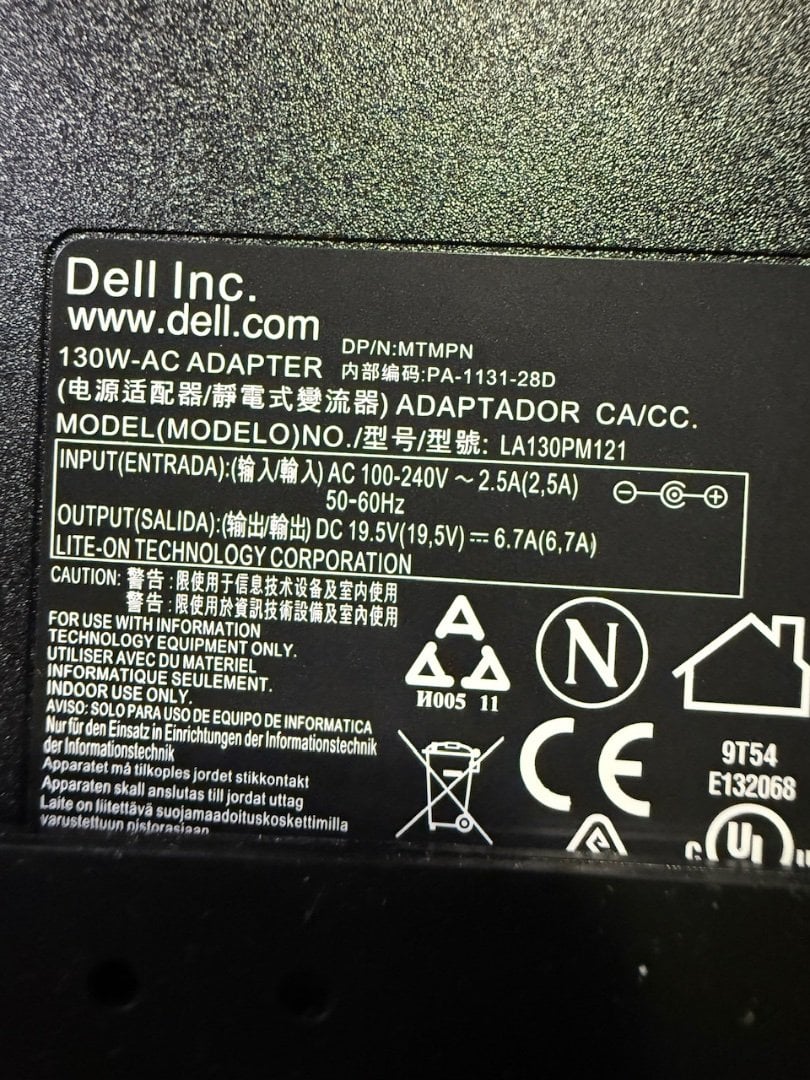 Dell Inc.
www.dell.com
DP/N:MTMPN
130W-AC ADAPTER 内部编码:PA-1131-28D
(电源适配器/靜電式變流器) ADAPTADOR CA/CC.
MODEL(MODELO)NO./型号/型號: LA130PM121
INPUT(ENTRADA):(输入/輸入) AC 100-240V ~ 2.5A(2,5A)
50-60Hz
OUTPUT(SALIDA):(输出/輸出) DC 19.5V(19,5V) ⎓ 6.7A(6,7A)
LITE-ON TECHNOLOGY CORPORATION
CAUTION: 警告:限使用于信息技术设备及室内使用
警告:限使用於資訊技術設備及室內使用
FOR USE WITH INFORMATION
TECHNOLOGY EQUIPMENT ONLY.
UTILISER AVEC DU MATERIEL
INFORMATIQUE SEULEMENT.
INDOOR USE ONLY.
AVISO: SOLO PARA USO DE EQUIPO DE INFORMATICA
Nur für den Einsatz in Einrichtungen der Informationstechnik
der Informationstechnik
Apparatet må tilkoples jordet stikkontakt
Apparaten skall anslutas till jordat uttag
Laite on liitettävä suojamaadoituskoskettimilla
varustettuun pistorasiaan
И005 11
N
CE
9T54
E132068
c UL